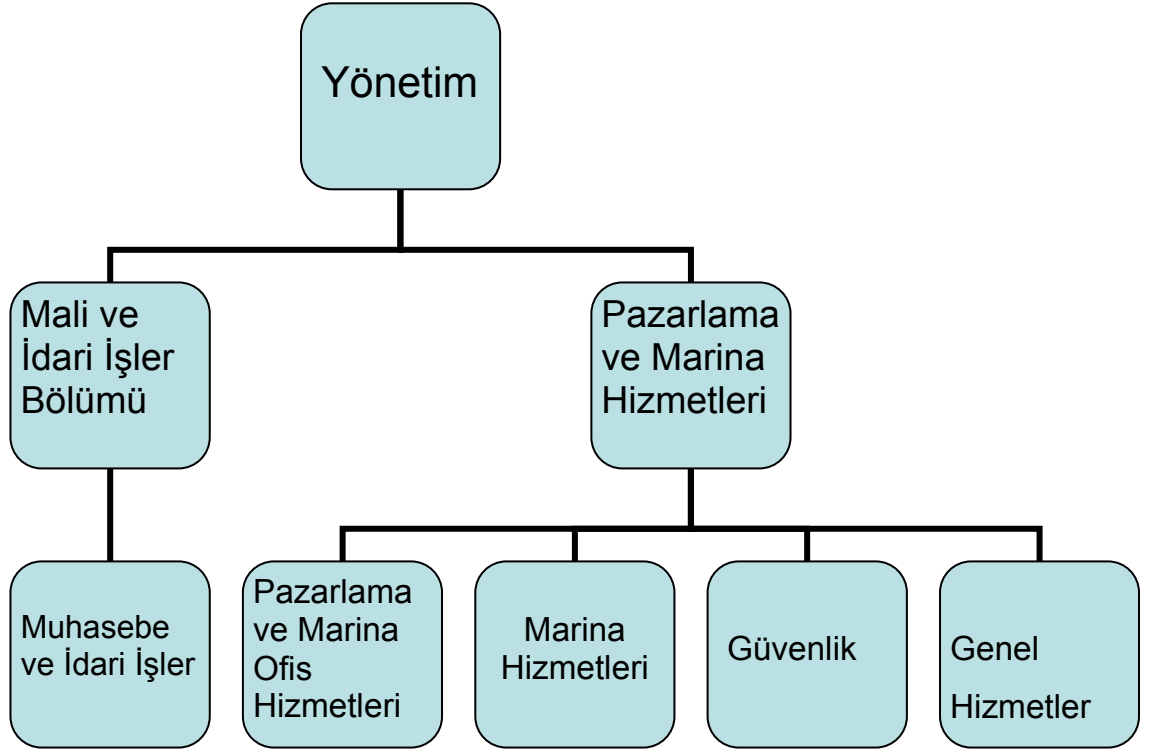 Yönetim
Mali ve
İdari İşler
Bölümü
Pazarlama
ve Marina
Hizmetleri
Muhasebe
ve İdari İşler
Pazarlama
ve Marina
Ofis
Hizmetleri
Marina
Hizmetleri
Güvenlik
Genel
Hizmetler